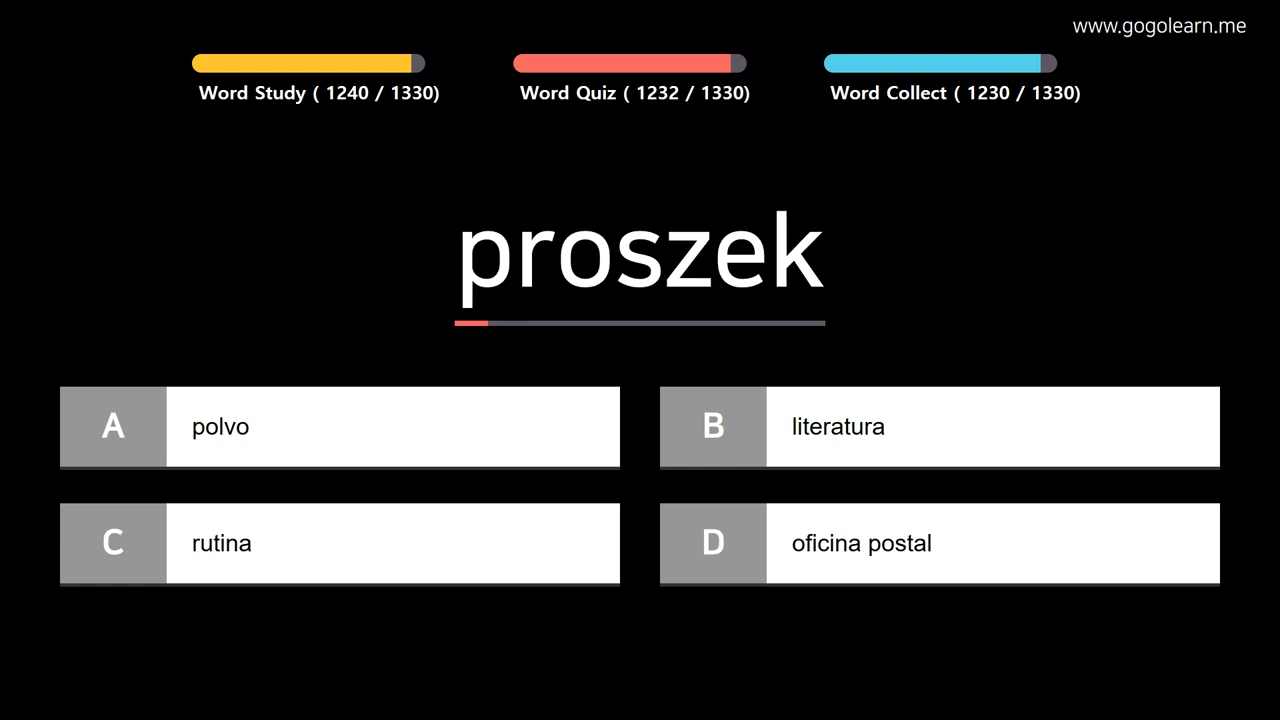 www.gogolearn.me
Word Study ( 1240 / 1330)
Word Quiz ( 1232 / 1330)
Word Collect ( 1230 / 1330)
proszek
A polvo
B literatura
C rutina
D oficina postal